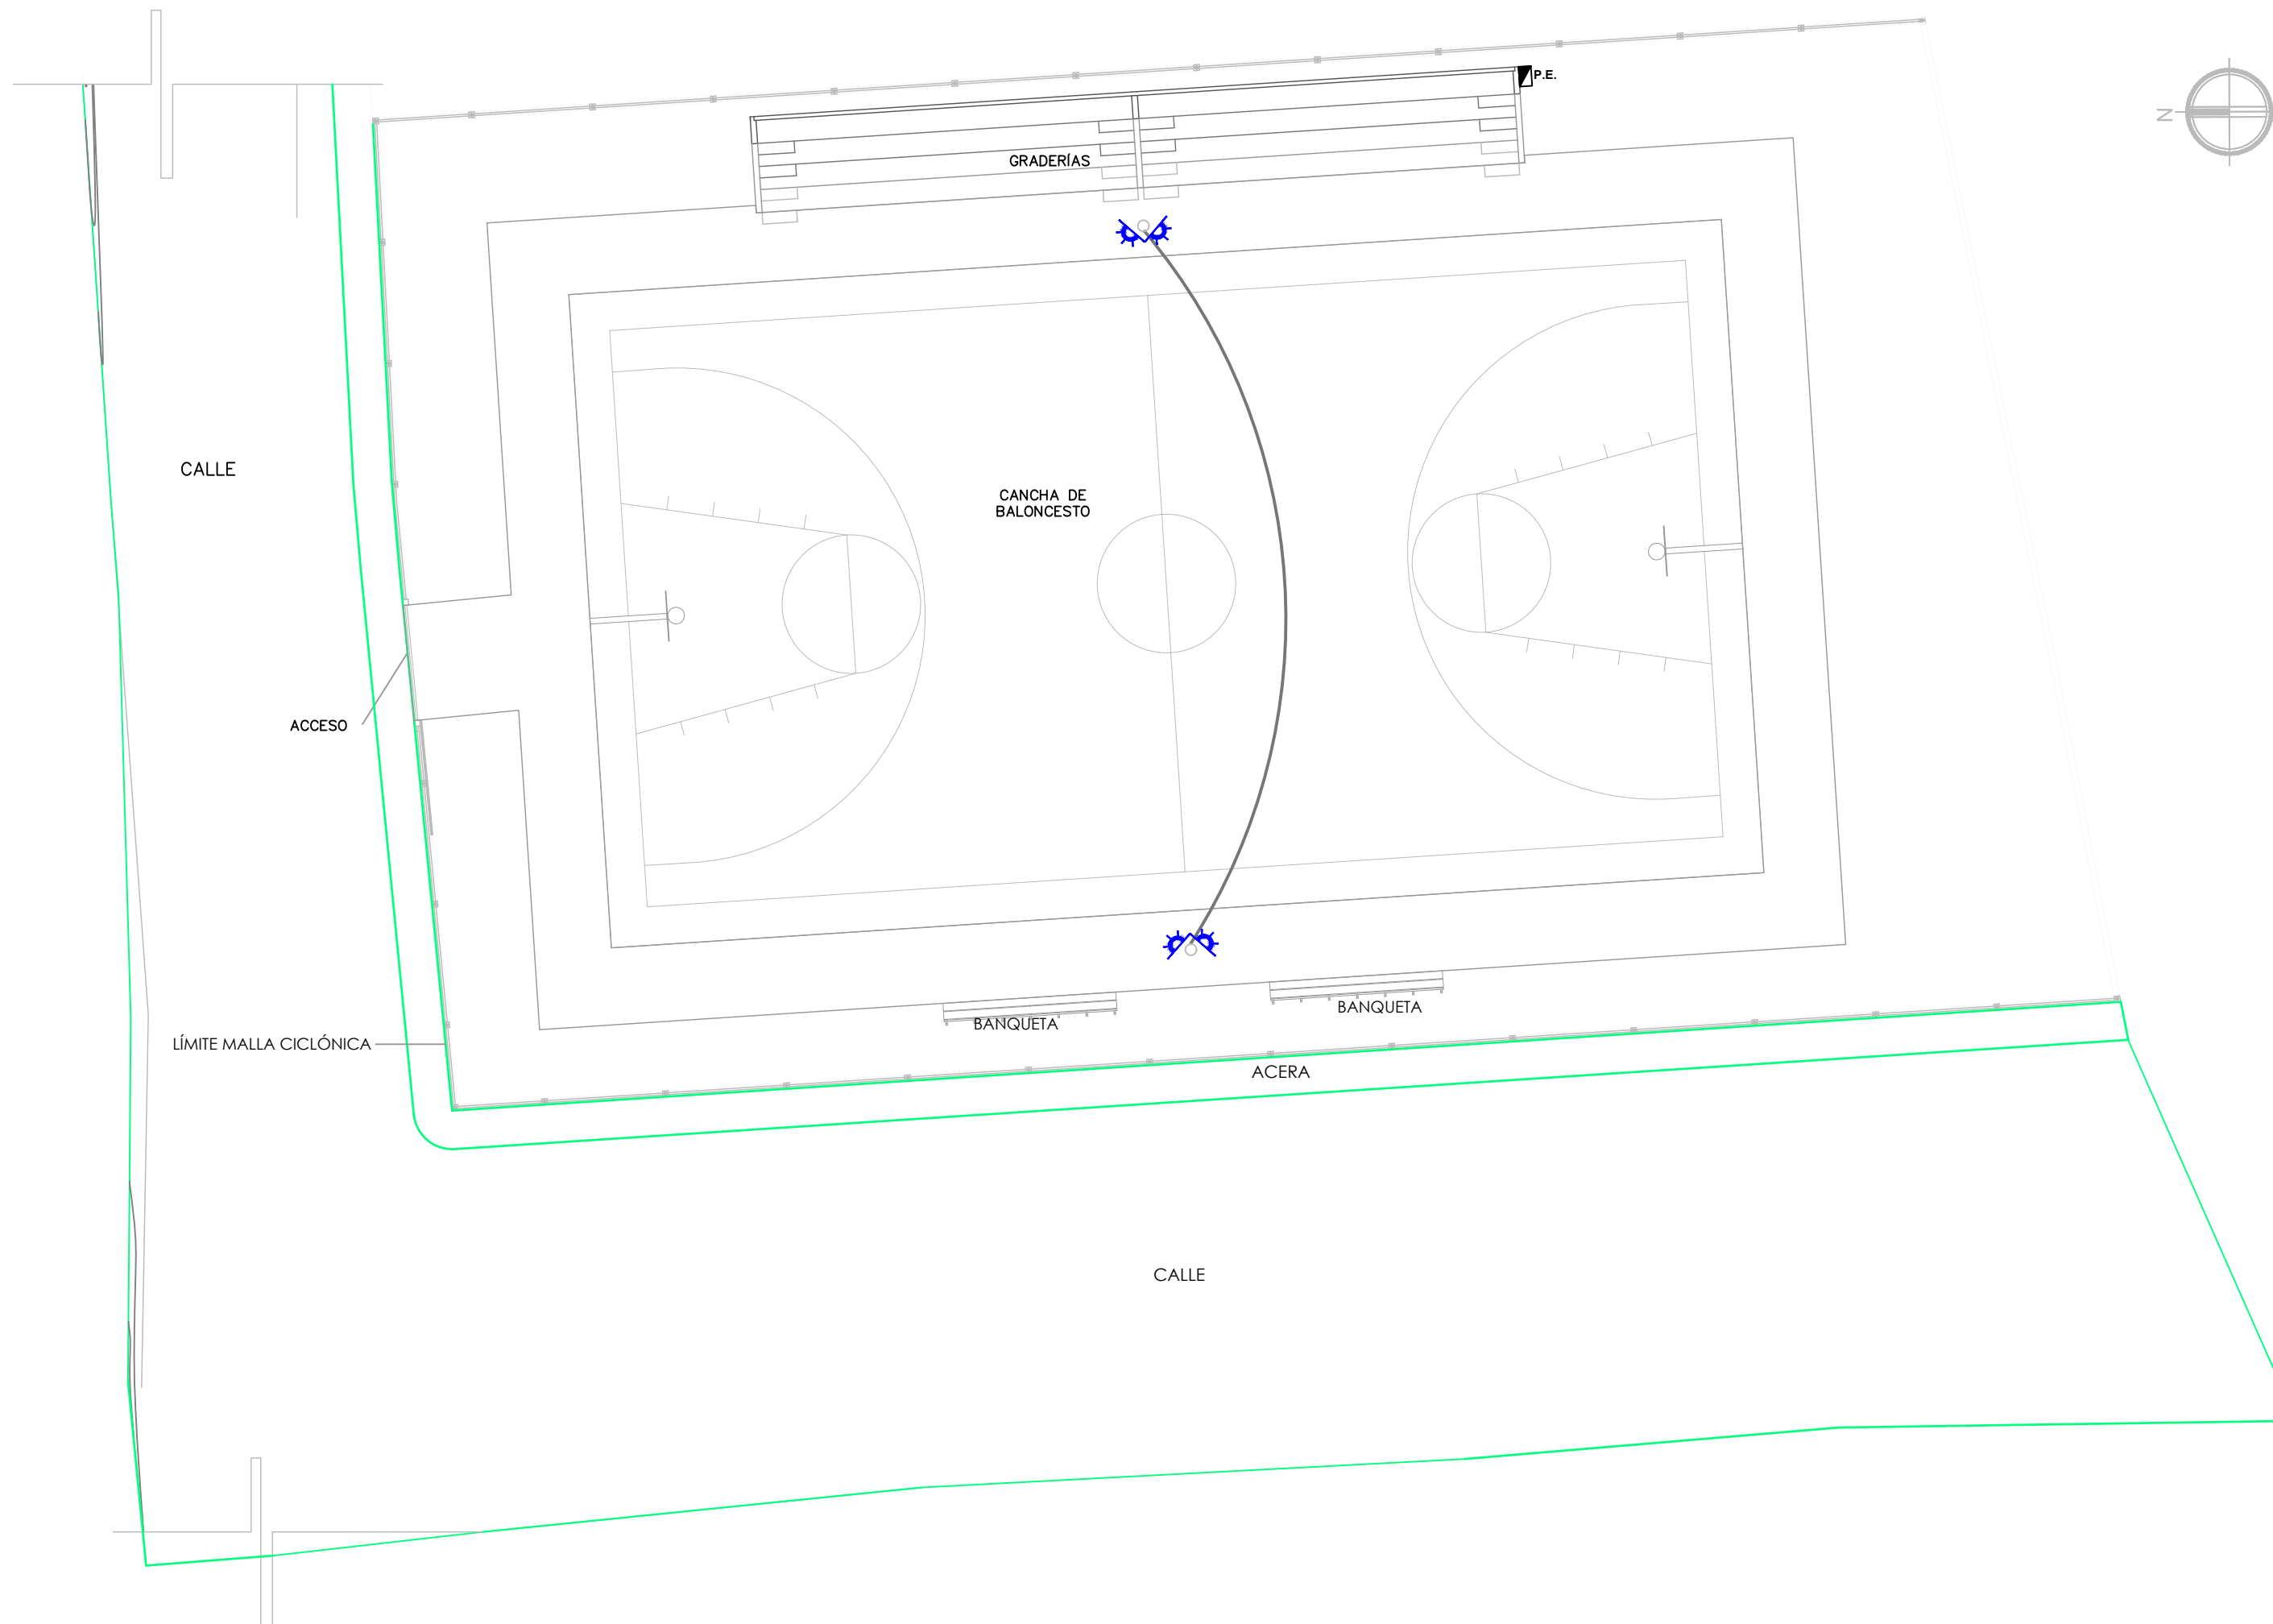 P.E.
N
GRADERÍAS
CALLE
CANCHA DE
BALONCESTO
ACCESO
BANQUETA
BANQUETA
LÍMITE MALLA CICLÓNICA
ACERA
CALLE